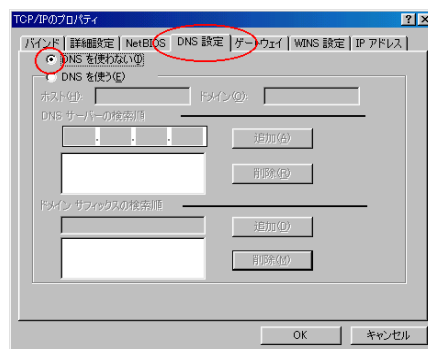 TCP/IPのプロパティ
バインド 詳細設定 NetBIOS DNS 設定 ゲートウェイ WINS 設定 IP アドレス
DNS を使わない(I)
DNS を使う(E)
ホスト(H): ドメイン(O):
DNS サーバーの検索順
追加(A)
削除(R)
ドメイン サフィックスの検索順
追加(D)
削除(M)
OK キャンセル